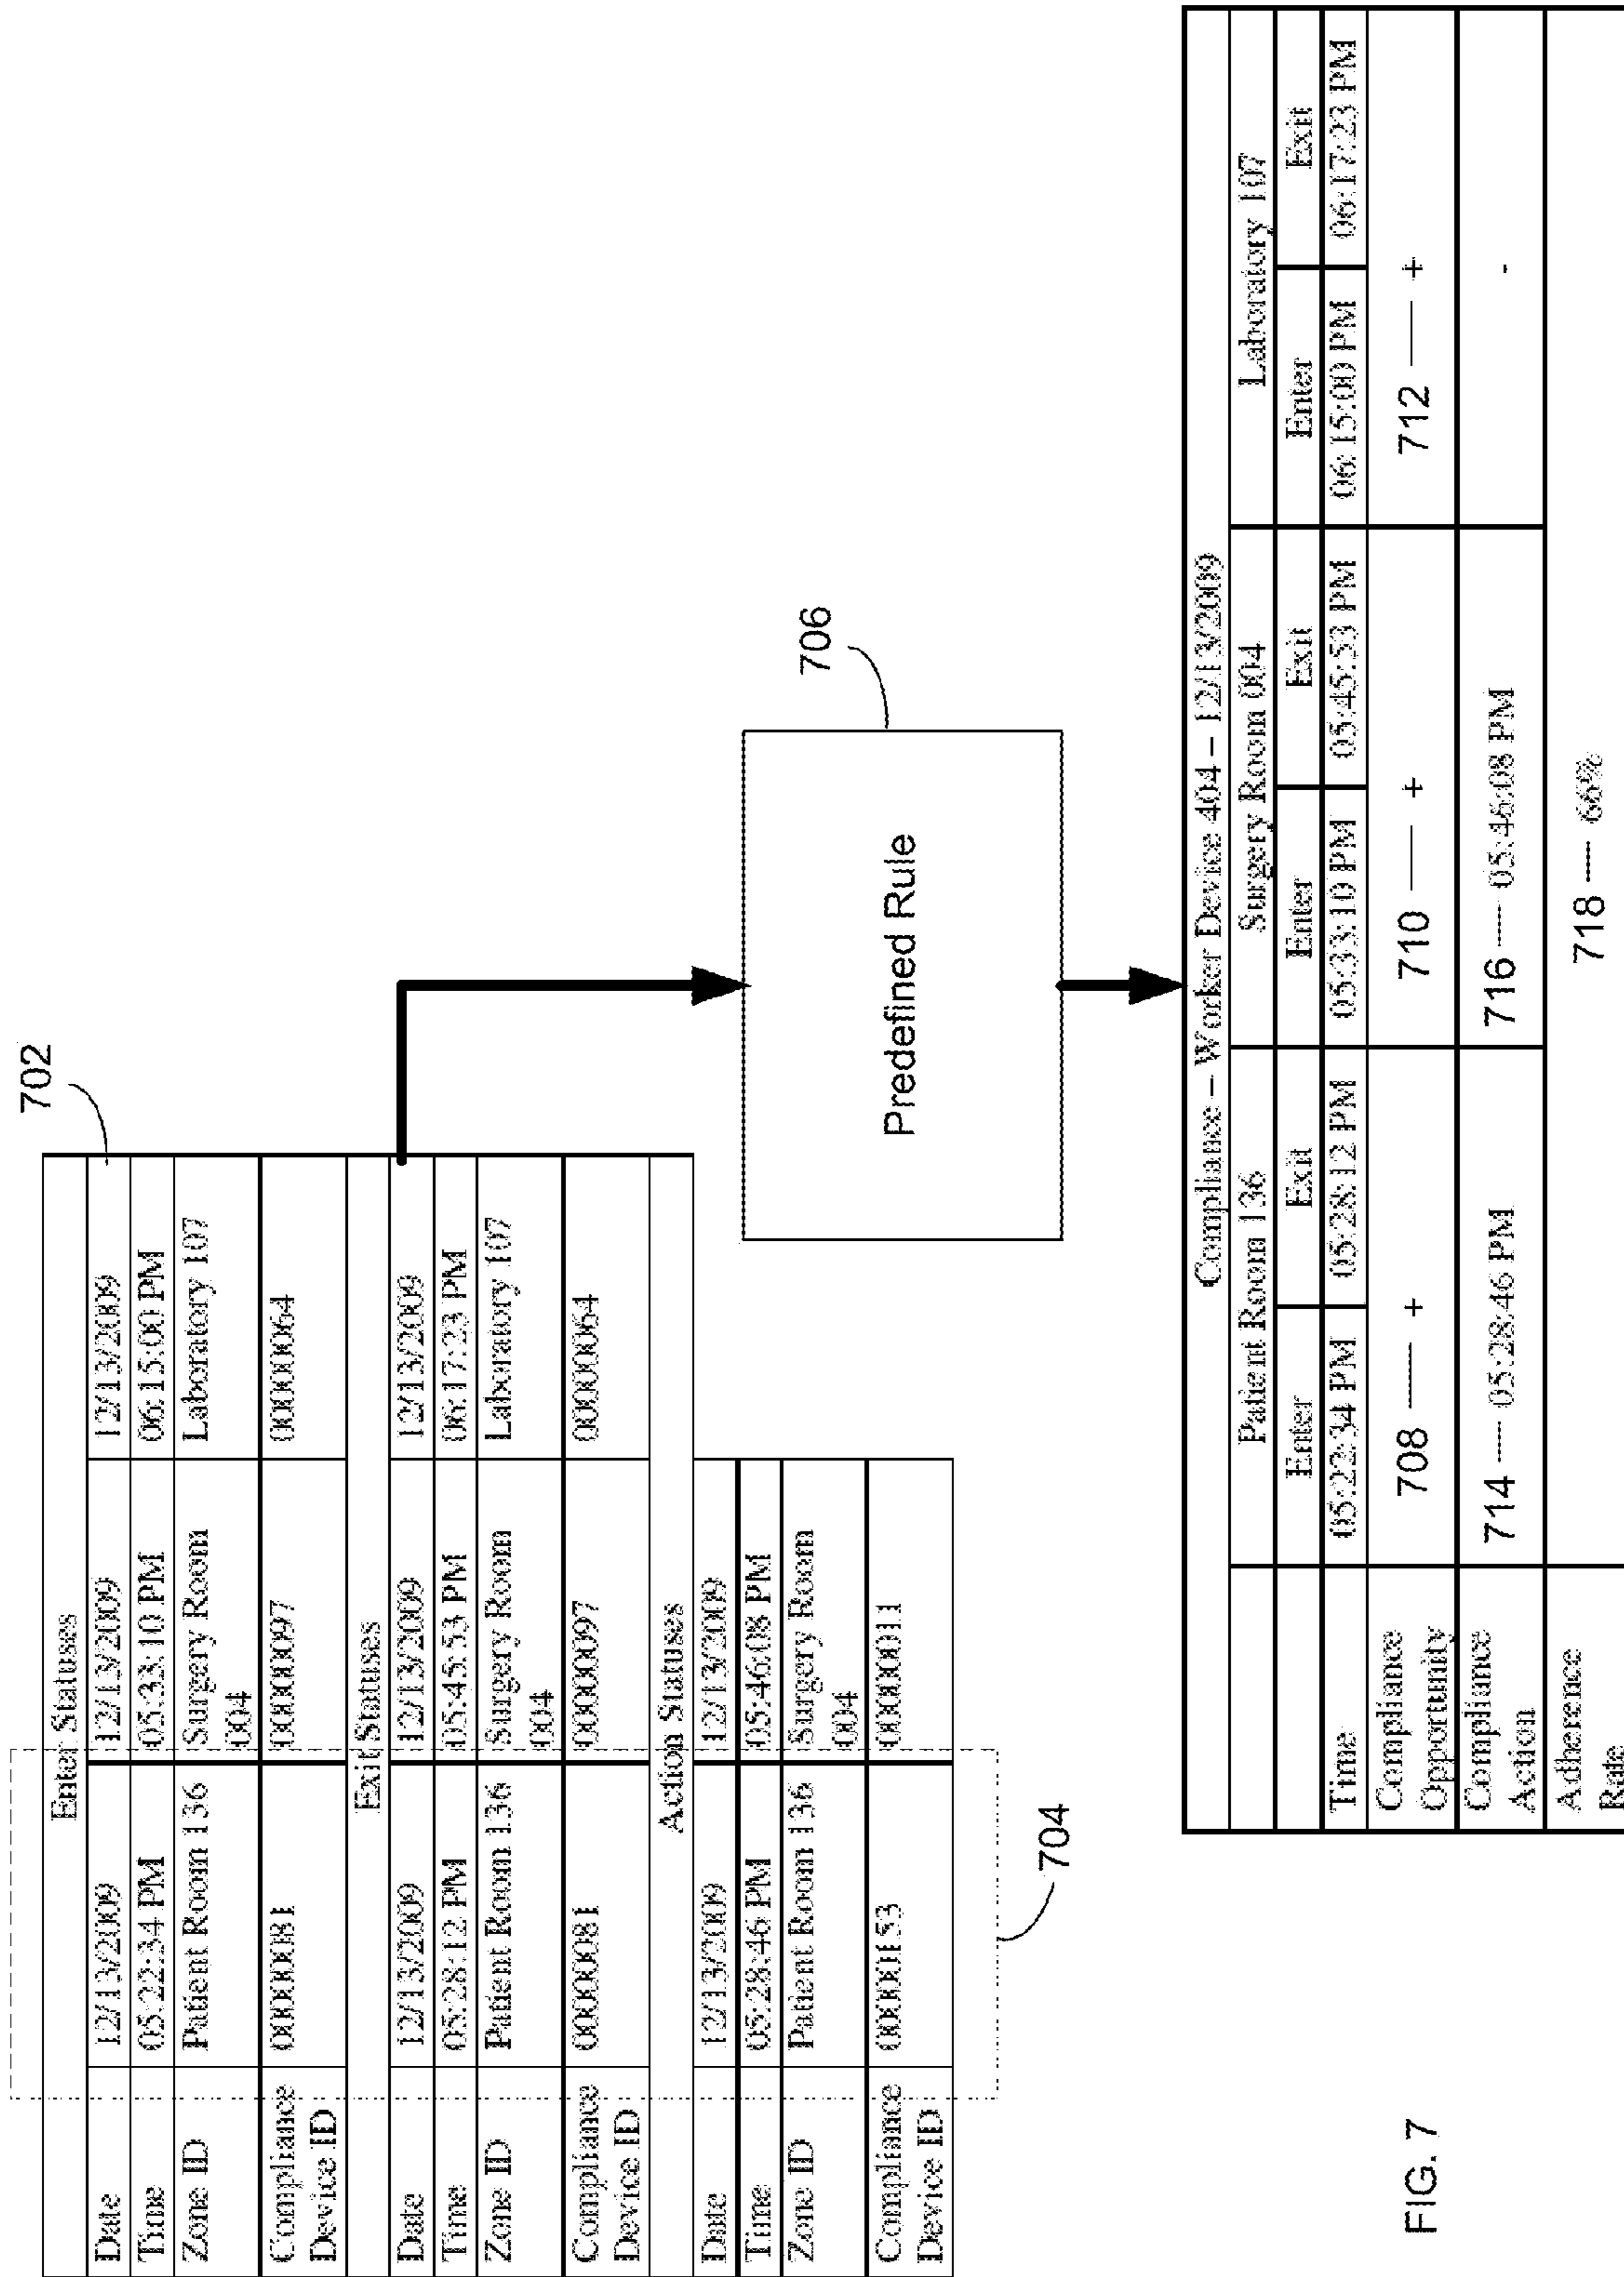 702
Enter Statuses
Date 12/13/2009 12/13/2009 12/13/2009
Time 05:22:34 PM 05:33:10 PM 06:15:00 PM
Zone ID Patient Room 136 Surgery Room Laboratory 107
004
Compliance 00000081 00000097 00000064
Device ID
Exit Statuses
Date 12/13/2009 12/13/2009 12/13/2009
Time 05:28:12 PM 05:45:53 PM 06:17:23 PM
Zone ID Patient Room 136 Surgery Room Laboratory 107
004
Compliance 00000081 00000097 00000064
Device ID
Action Statuses
Date 12/13/2009 12/13/2009
Time 05:28:46 PM 05:46:08 PM
Zone ID Patient Room 136 Surgery Room
004
Compliance 00000153 00000011
Device ID
704
706
Predefined Rule
Compliance – Worker Device 404 – 12/13/2009
Patient Room 136 Surgery Room 004 Laboratory 107
Enter Exit Enter Exit Enter Exit
Time 05:22:34 PM 05:28:12 PM 05:33:10 PM 05:45:53 PM 06:15:00 PM 06:17:23 PM
Compliance 708 — + 710 — + 712 — +
Opportunity
Compliance 714 — 05:28:46 PM 716 — 05:46:08 PM -
Action
Adherence 718 — 66%
Rate
FIG. 7